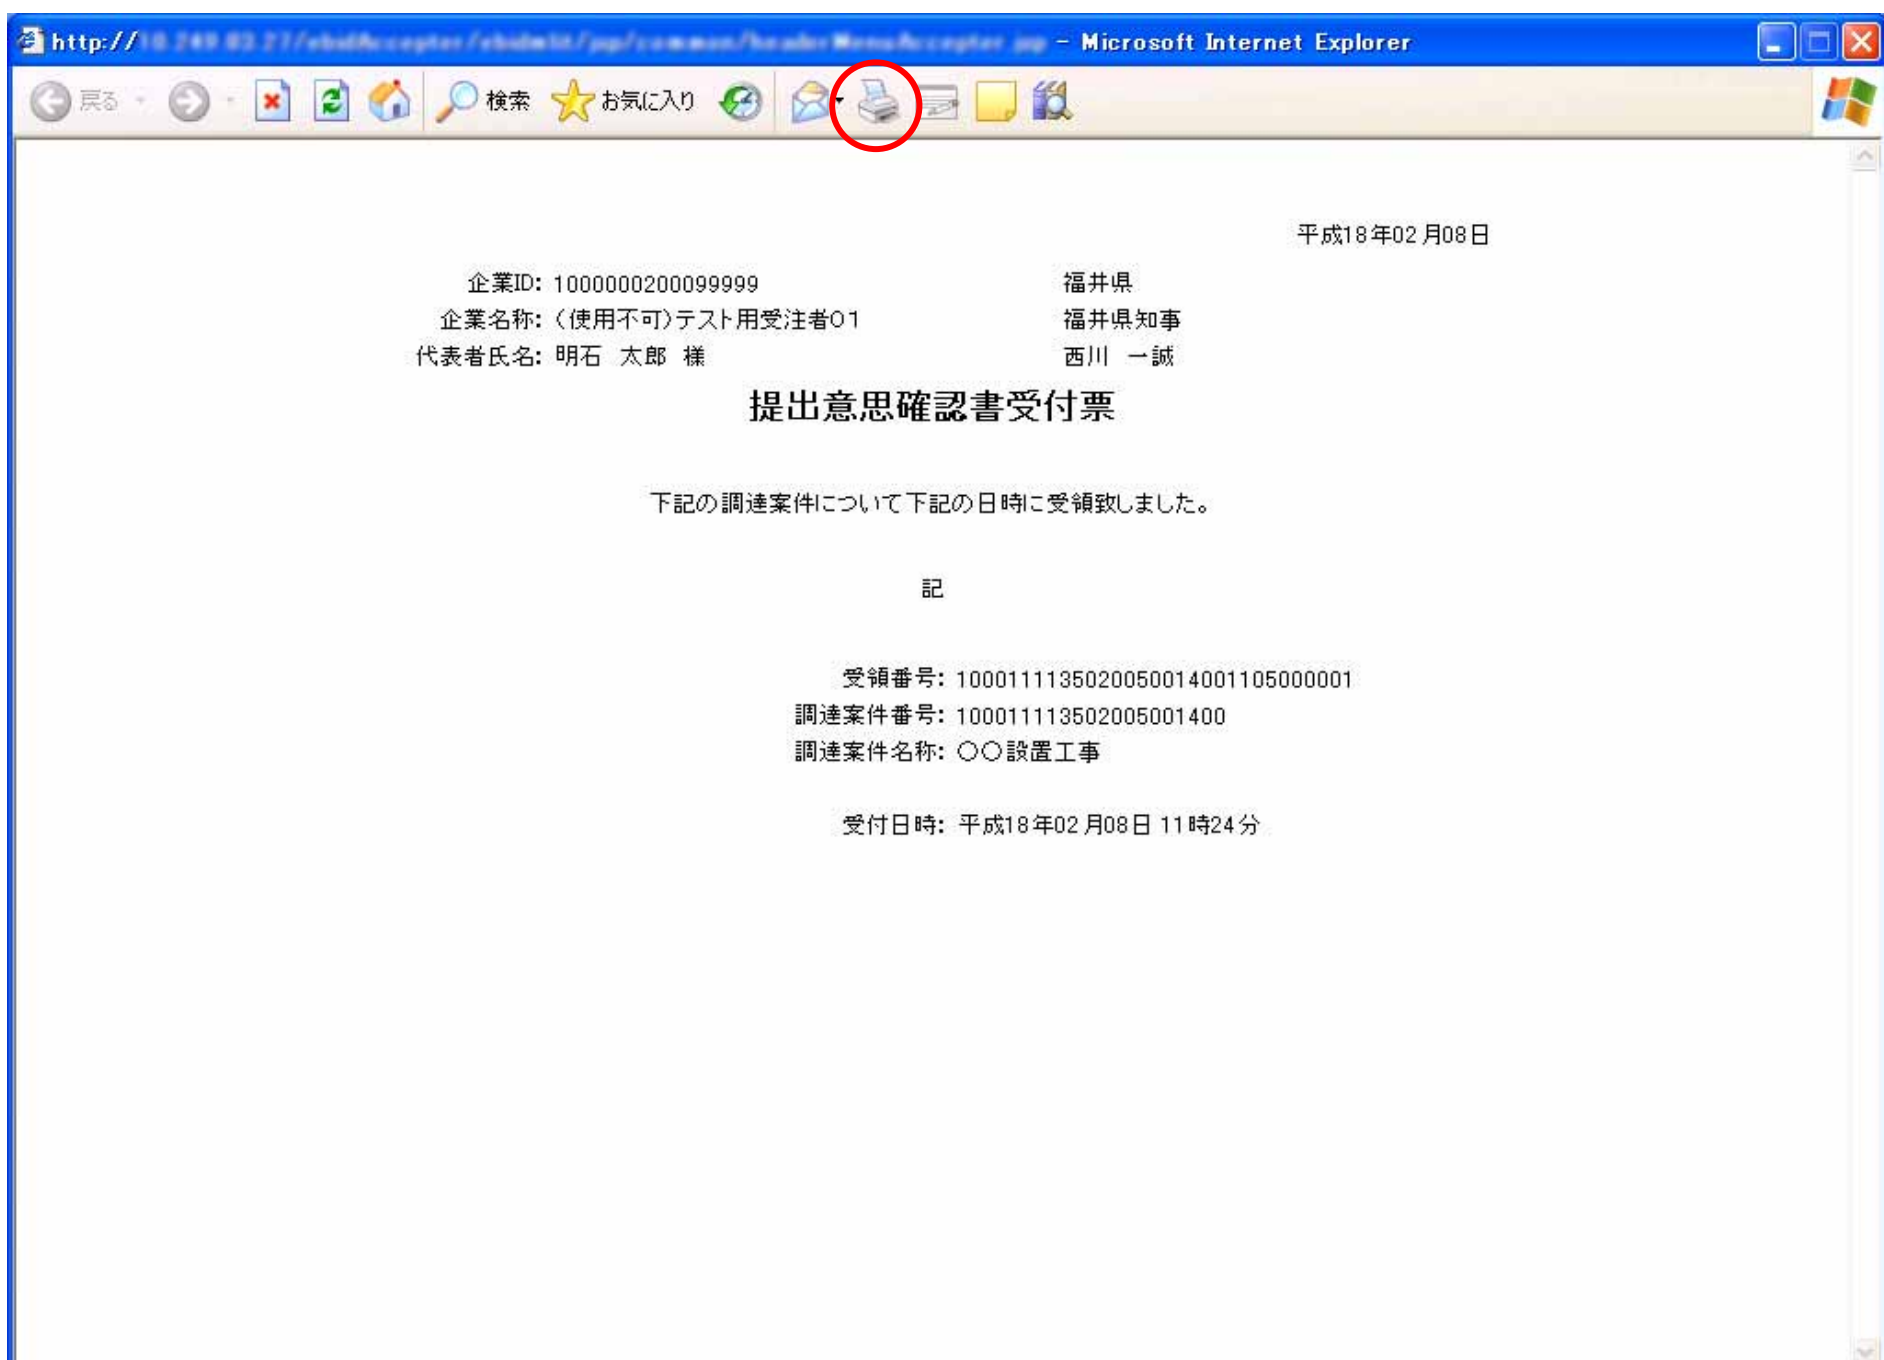 http:// - Microsoft Internet Explorer
戻る 検索 お気に入り
平成18年02月08日
企業ID: 1000000200099999 福井県
企業名称: (使用不可)テスト用受注者01 福井県知事
代表者氏名: 明石 太郎 様 西川 一誠
提出意思確認書受付票
下記の調達案件について下記の日時に受領致しました。
記
受領番号: 1000111135020050014001105000001
調達案件番号: 100011113502005001400
調達案件名称: 〇〇設置工事
受付日時: 平成18年02月08日 11時24分